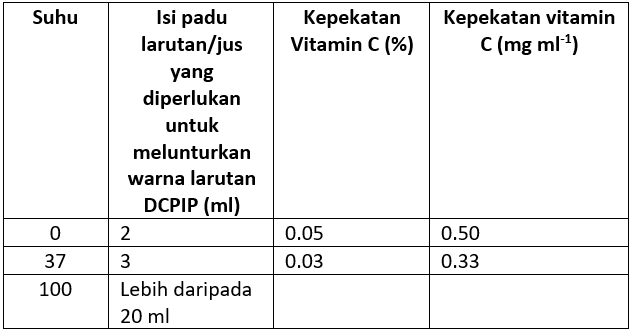 Suhu
Isi padu
larutan/jus
yang
diperlukan
untuk
melunturkan
warna larutan
DCPIP (ml)
Kepekatan
Vitamin C (%)
Kepekatan vitamin
C (mg ml⁻¹)
0 2 0.05 0.50
37 3 0.03 0.33
100 Lebih daripada
20 ml